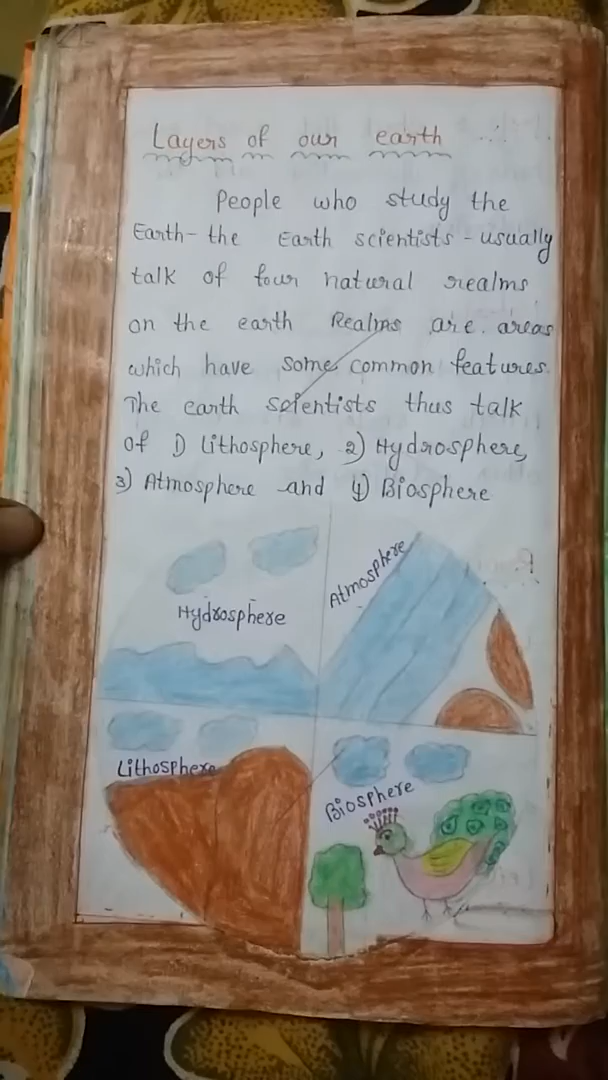 Layers of our earth
People who study the
Earth- the Earth scientists - usually
talk of four natural realms
on the earth Realms are areas
which have some common features.
The earth scientists thus talk
of 1) Lithosphere, 2) Hydrosphere,
3) Atmosphere and 4) Biosphere
Hydrosphere
Atmosphere
Lithosphere
Biosphere